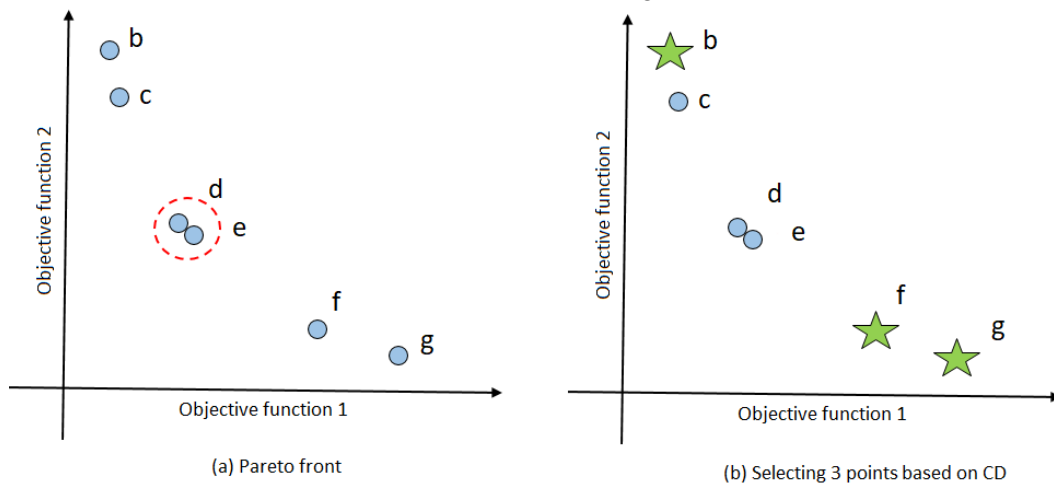 b
c
d
e
f
g
Objective function 2
Objective function 1
(a) Pareto front
b
c
d
e
f
g
Objective function 2
Objective function 1
(b) Selecting 3 points based on CD